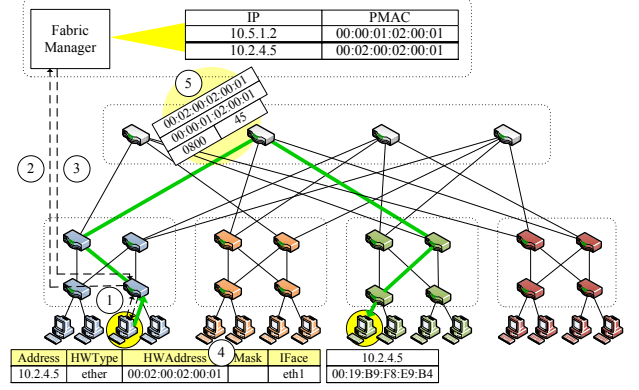 Fabric
Manager
IP PMAC
10.5.1.2 00:00:01:02:00:01
10.2.4.5 00:02:00:02:00:01
5
00:02:00:02:00:01
00:00:01:02:00:01
0800 45
2 3
1
4
Address HWType HWAddress Mask IFace
10.2.4.5 ether 00:02:00:02:00:01 eth1
10.2.4.5
00:19:B9:F8:E9:B4